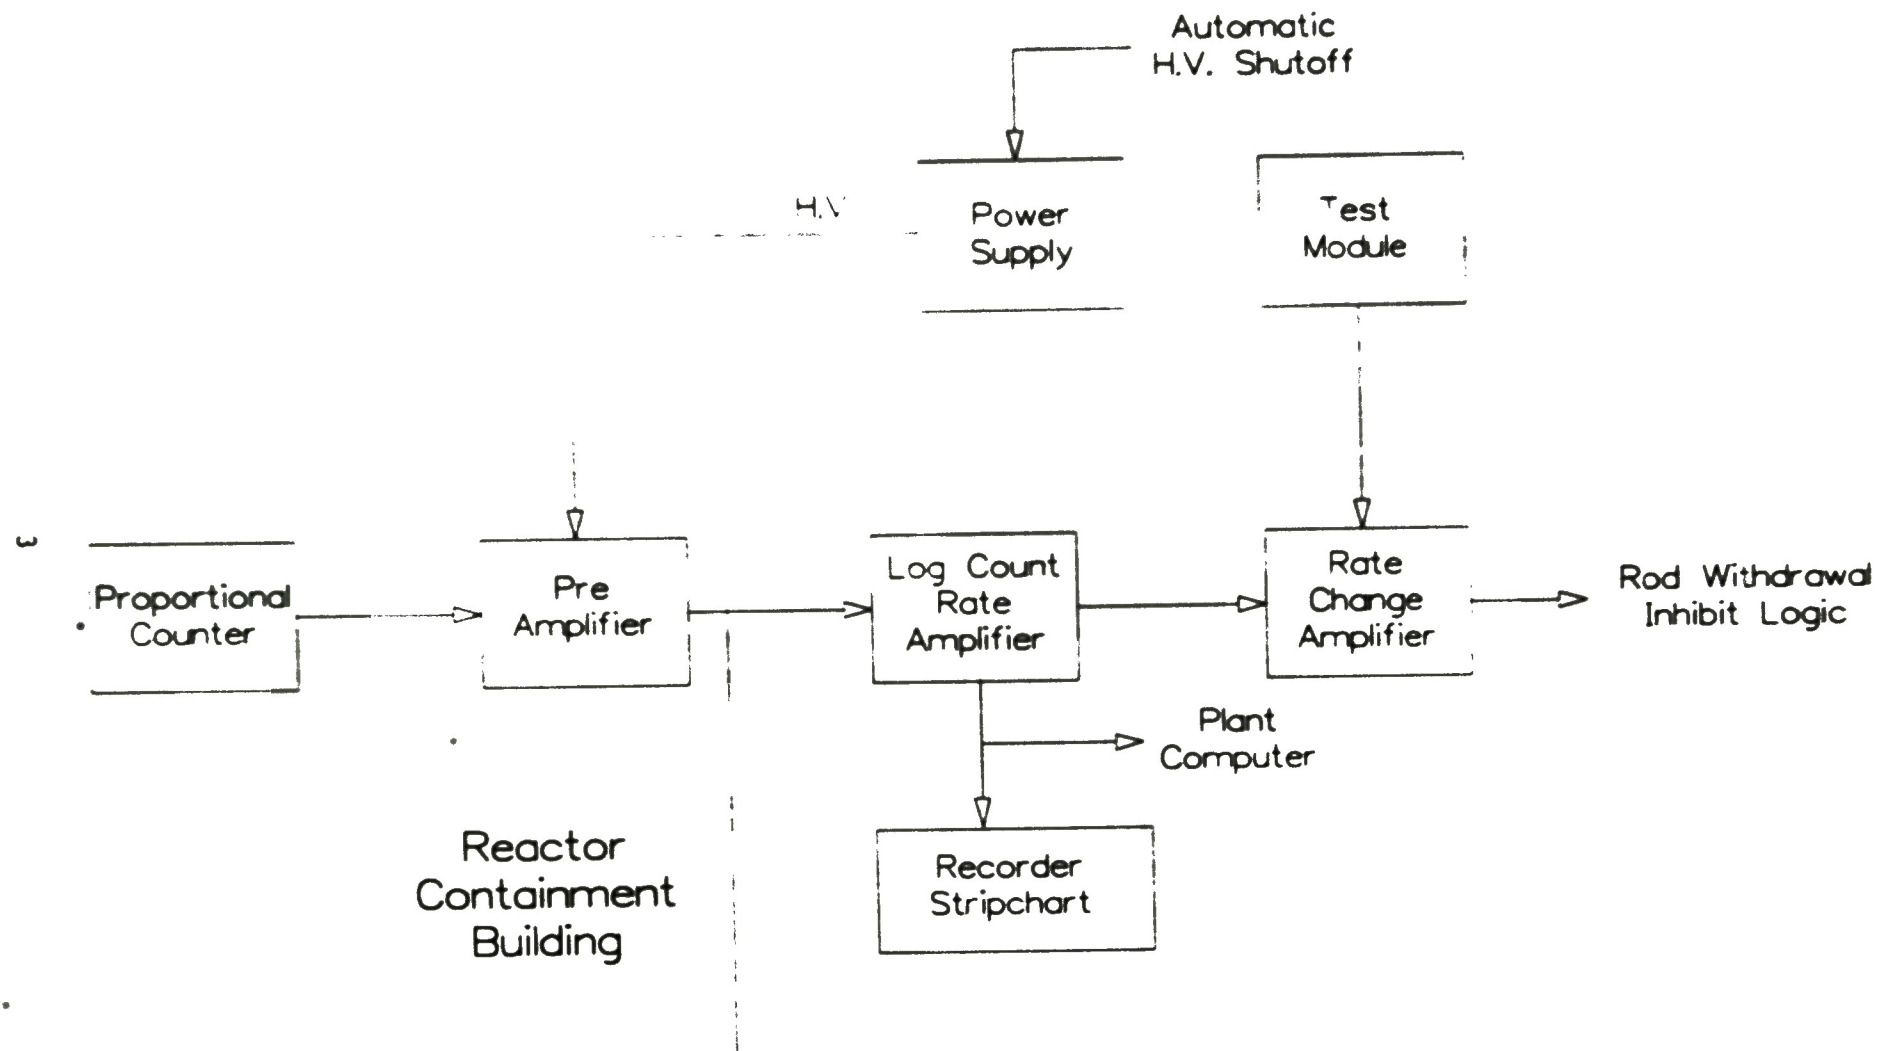 Automatic
H.V. Shutoff
H.V
Power
Supply
Test
Module
3
Proportional
Counter
Pre
Amplifier
Log Count
Rate
Amplifier
Rate
Change
Amplifier
Rod Withdrawal
Inhibit Logic
Plant
Computer
Recorder
Stripchart
Reactor
Containment
Building